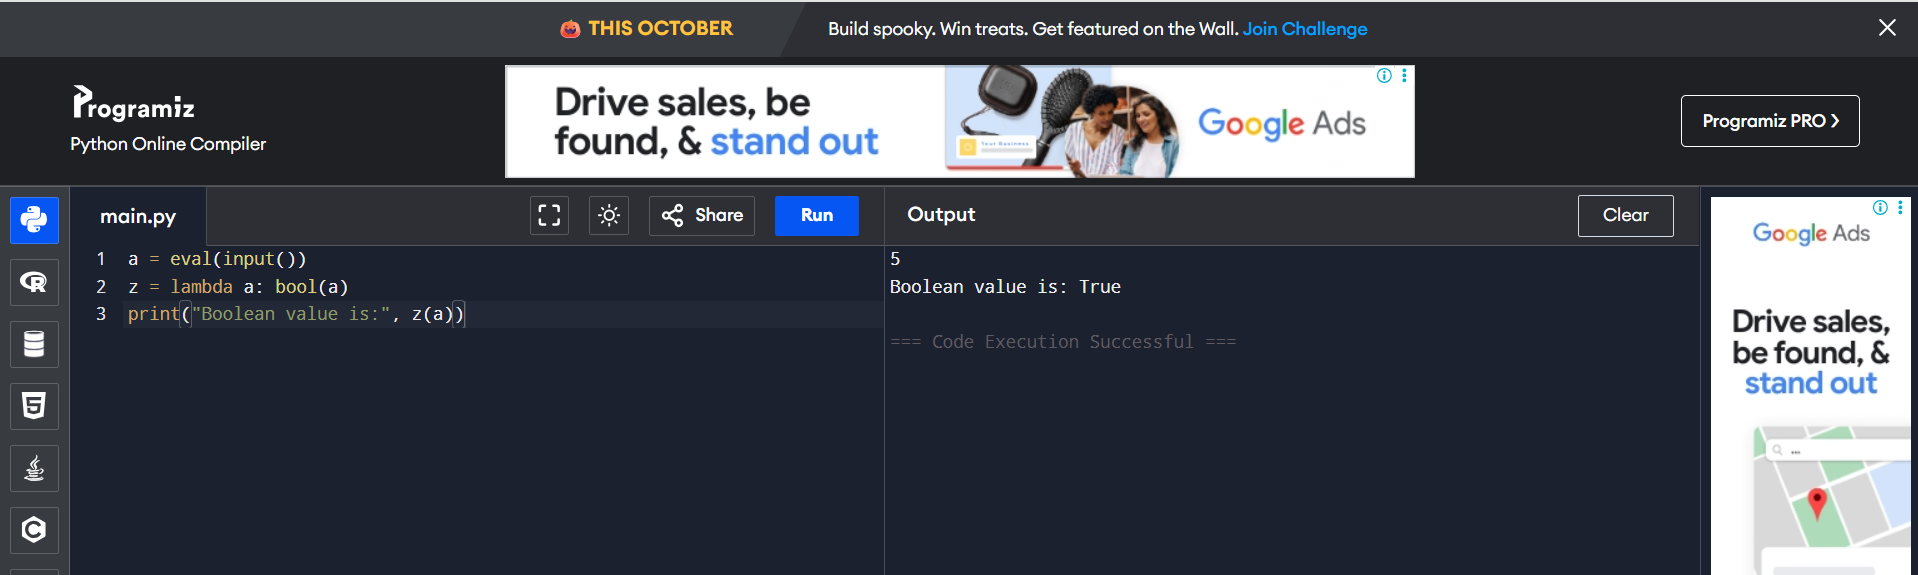 🎃 THIS OCTOBER
Build spooky. Win treats. Get featured on the Wall. Join Challenge
Programiz
Python Online Compiler
Drive sales, be
found, & stand out
Your Business
Google Ads
Programiz PRO ❯
main.py
Share
Run
Output
Clear
1 a = eval(input())
2 z = lambda a: bool(a)
3 print("Boolean value is:", z(a))
5
Boolean value is: True
=== Code Execution Successful ===
Google Ads
Drive sales,
be found, &
stand out